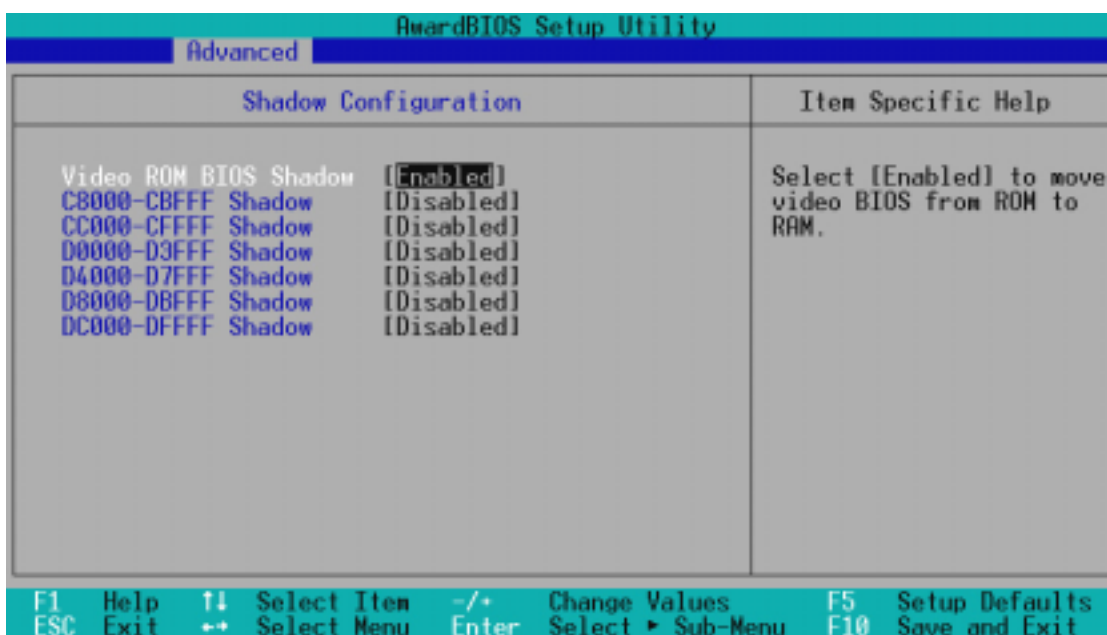 AwardBIOS Setup Utility
Advanced
Shadow Configuration
Item Specific Help
Video ROM BIOS Shadow [Enabled]
C8000-CBFFF Shadow [Disabled]
CC000-CFFFF Shadow [Disabled]
D0000-D3FFF Shadow [Disabled]
D4000-D7FFF Shadow [Disabled]
D8000-DBFFF Shadow [Disabled]
DC000-DFFFF Shadow [Disabled]
Select [Enabled] to move
video BIOS from ROM to
RAM.
F1 Help ↑↓ Select Item -/+ Change Values F5 Setup Defaults
ESC Exit ←→ Select Menu Enter Select ► Sub-Menu F10 Save and Exit